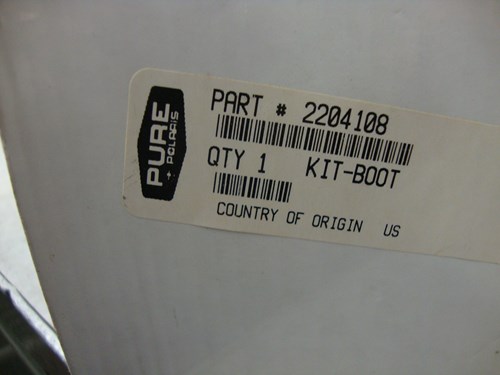 PURE
POLARIS
PART # 2204108
QTY 1 KIT-BOOT
COUNTRY OF ORIGIN US